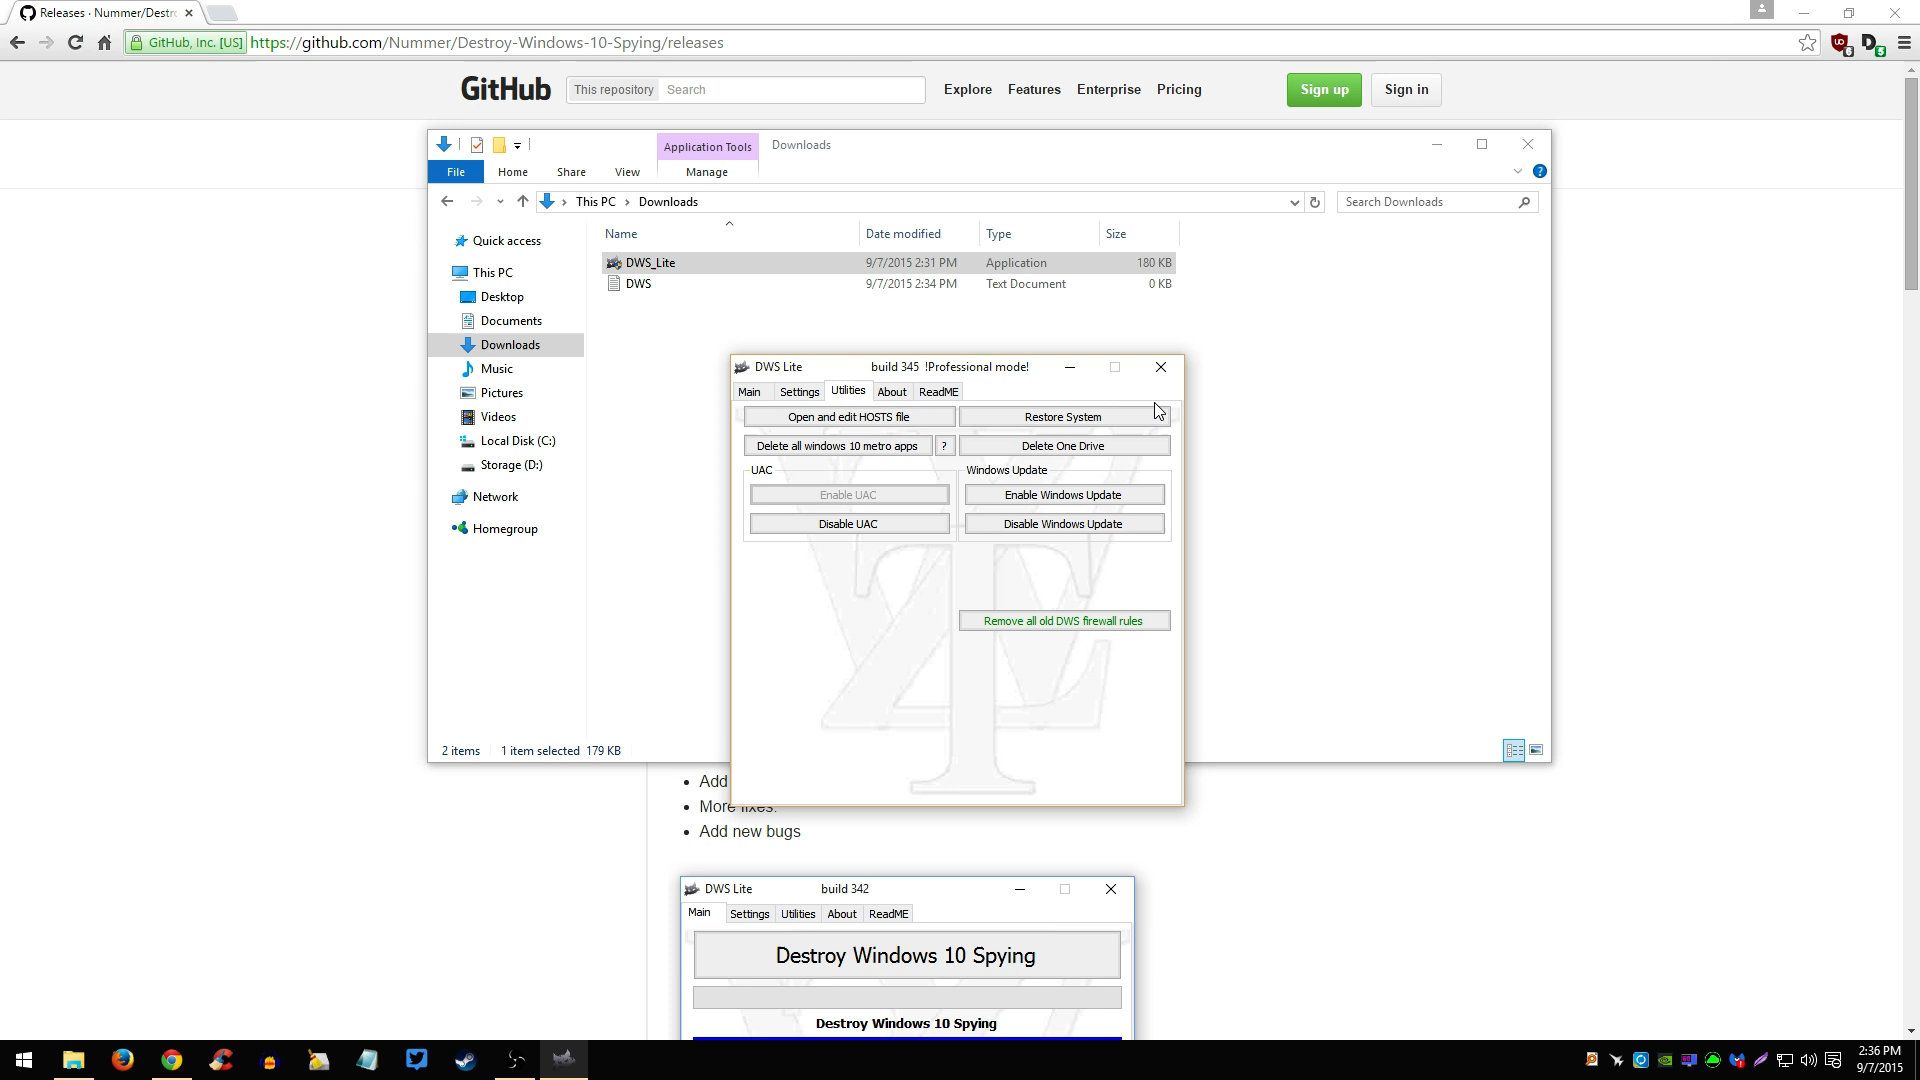 Releases · Nummer/Destr
GitHub, Inc. [US] https://github.com/Nummer/Destroy-Windows-10-Spying/releases
GitHub This repository Search Explore Features Enterprise Pricing Sign up Sign in
Application Tools Downloads
File Home Share View Manage
This PC Downloads Search Downloads
Name Date modified Type Size
Quick access
This PC
Desktop
Documents
Downloads
Music
Pictures
Videos
Local Disk (C:)
Storage (D:)
Network
Homegroup
DWS_Lite 9/7/2015 2:31 PM Application 180 KB
DWS 9/7/2015 2:34 PM Text Document 0 KB
2 items 1 item selected 179 KB
DWS Lite build 345 !Professional mode!
Main Settings Utilities About ReadME
Open and edit HOSTS file Restore System
Delete all windows 10 metro apps ? Delete One Drive
UAC Windows Update
Enable UAC Enable Windows Update
Disable UAC Disable Windows Update
Remove all old DWS firewall rules
Add
More fixes.
Add new bugs
DWS Lite build 342
Main Settings Utilities About ReadME
Destroy Windows 10 Spying
Destroy Windows 10 Spying
2:36 PM
9/7/2015